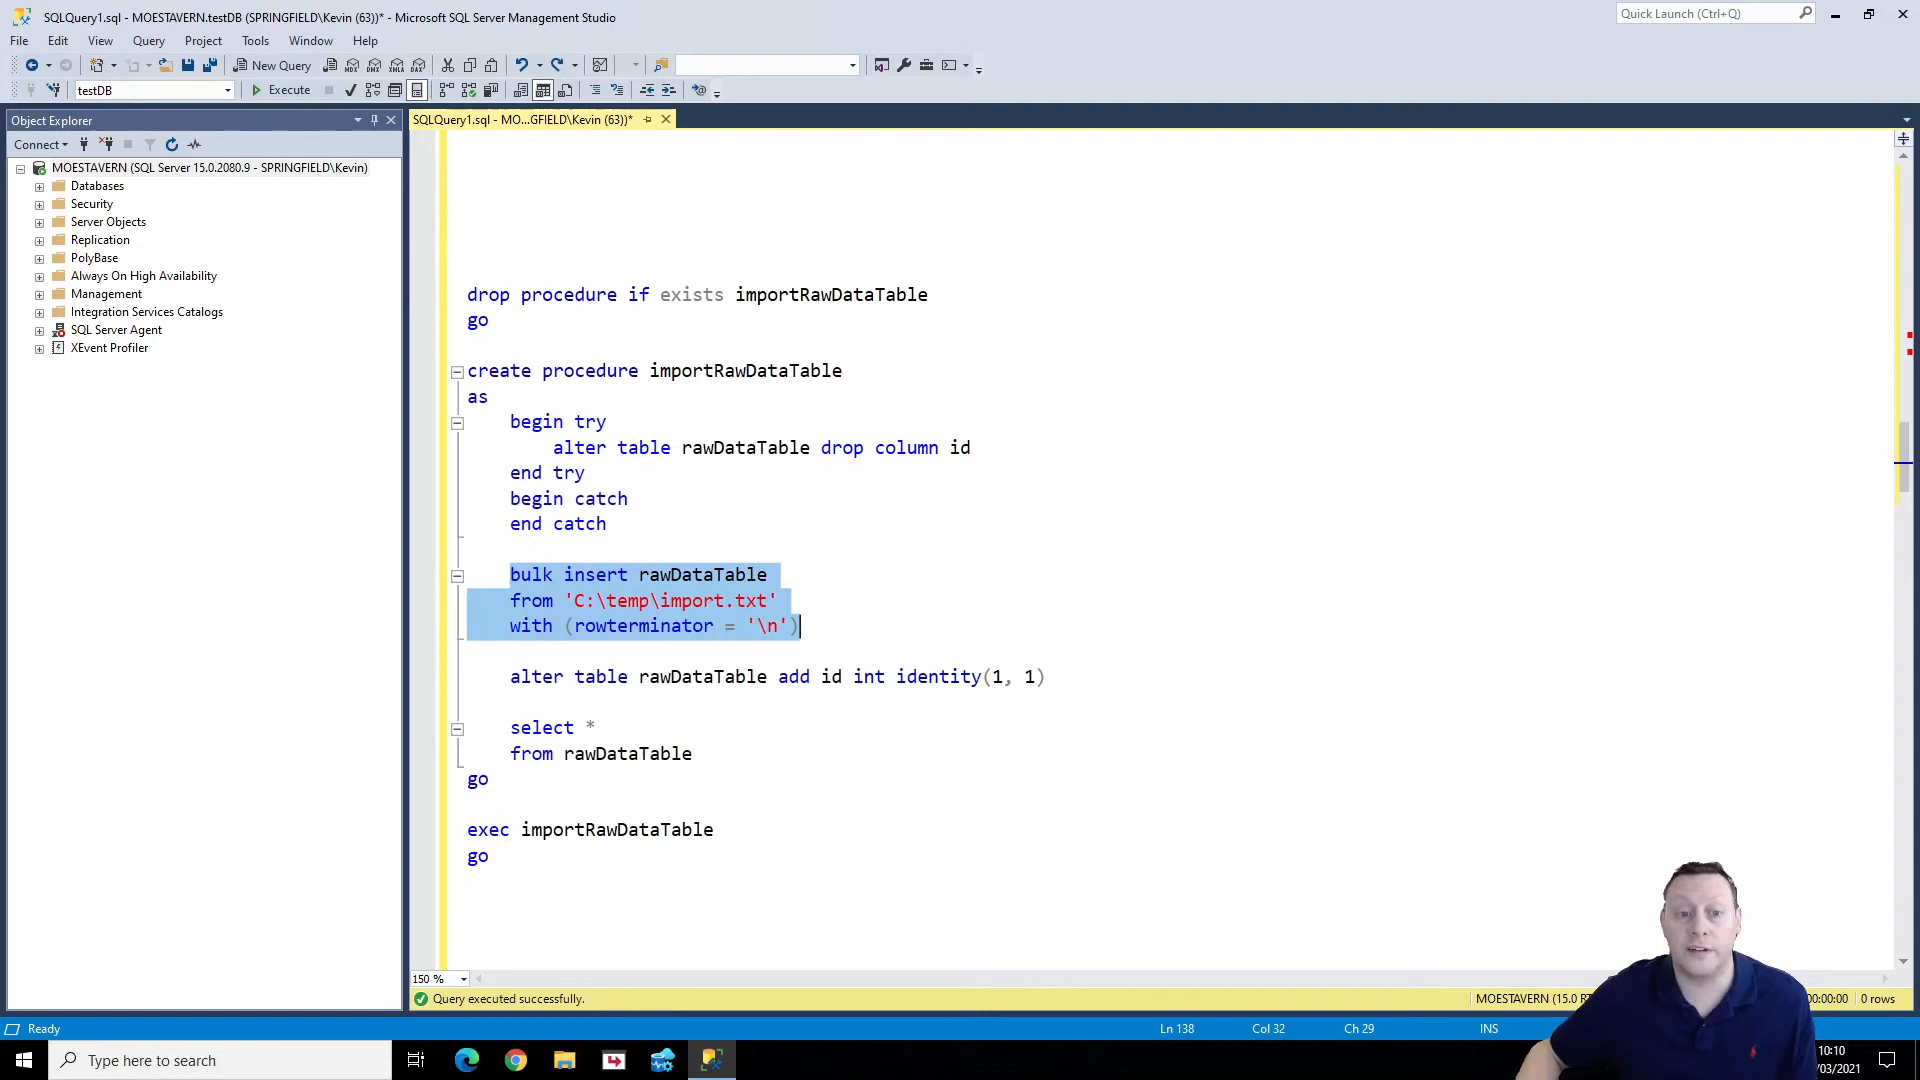 SQLQuery1.sql - MOESTAVERN.testDB (SPRINGFIELD\Kevin (63))* - Microsoft SQL Server Management Studio
Quick Launch (Ctrl+Q)
File Edit View Query Project Tools Window Help
New Query
testDB
Execute
Object Explorer
SQLQuery1.sql - MO...GFIELD\Kevin (63))*
Connect
MOESTAVERN (SQL Server 15.0.2080.9 - SPRINGFIELD\Kevin)
Databases
Security
Server Objects
Replication
PolyBase
Always On High Availability
Management
Integration Services Catalogs
SQL Server Agent
XEvent Profiler
drop procedure if exists importRawDataTable
go
create procedure importRawDataTable
as
begin try
alter table rawDataTable drop column id
end try
begin catch
end catch
bulk insert rawDataTable
from 'C:\temp\import.txt'
with (rowterminator = '\n')
alter table rawDataTable add id int identity(1, 1)
select *
from rawDataTable
go
exec importRawDataTable
go
150 %
Query executed successfully.
MOESTAVERN (15.0 00:00:00 0 rows
Ready
Ln 138 Col 32 Ch 29 INS
Type here to search
10:10
/03/2021